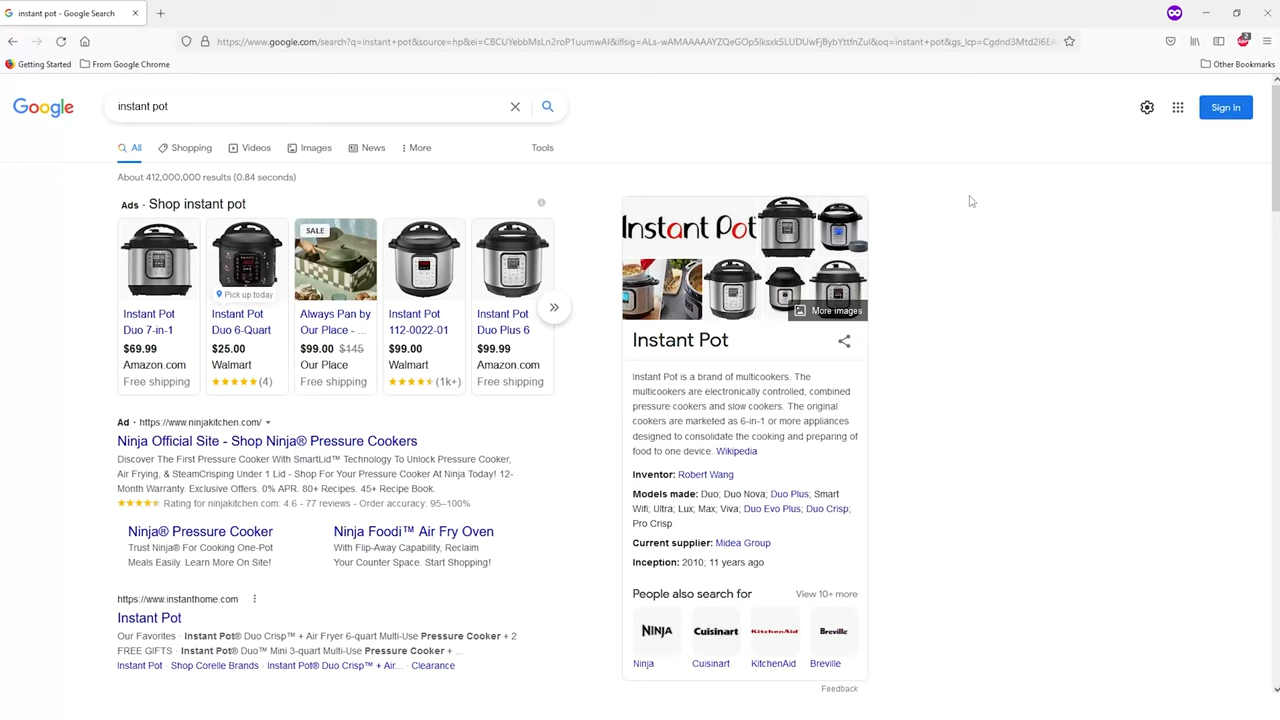 instant pot - Google Search
https://www.google.com/search?q=instant+pot&source=hp&ei=CBCUYebbMsLn2roP1uumwAI&iflsig=ALs-wAMAAAAAYZQeGOp5Iksxk5LUDUwFjBybYttfnZul&oq=instant+pot&gs_lcp=Cgdnd3Mtd2l6EA
Getting Started
From Google Chrome
Other Bookmarks
Google
instant pot
Sign in
All Shopping Videos Images News More Tools
About 412,000,000 results (0.84 seconds)
Ads · Shop instant pot
SALE
Pick up today
Instant Pot
Duo 7-in-1
$69.99
Amazon.com
Free shipping
Instant Pot
Duo 6-Quart
$25.00
Walmart
(4)
Always Pan by
Our Place - ...
$99.00 $145
Our Place
Free shipping
Instant Pot
112-0022-01
$99.00
Walmart
(1k+)
Instant Pot
Duo Plus 6
$99.99
Amazon.com
Free shipping
Ad · https://www.ninjakitchen.com/
Ninja Official Site - Shop Ninja® Pressure Cookers
Discover The First Pressure Cooker With SmartLid™ Technology To Unlock Pressure Cooker,
Air Frying, & SteamCrisping Under 1 Lid - Shop For Your Pressure Cooker At Ninja Today! 12-
Month Warranty. Exclusive Offers. 0% APR. 80+ Recipes. 45+ Recipe Book.
Rating for ninjakitchen.com: 4.6 - 77 reviews - Order accuracy: 95–100%
Ninja® Pressure Cooker
Trust Ninja® For Cooking One-Pot
Meals Easily. Learn More On Site!
Ninja Foodi™ Air Fry Oven
With Flip-Away Capability, Reclaim
Your Counter Space. Start Shopping!
https://www.instanthome.com
Instant Pot
Our Favorites · Instant Pot® Duo Crisp™ + Air Fryer 6-quart Multi-Use Pressure Cooker + 2
FREE GIFTS · Instant Pot® Duo™ Mini 3-quart Multi-Use Pressure Cooker + ...
Instant Pot · Shop Corelle Brands · Instant Pot® Duo Crisp™ + Air... · Clearance
Instant Pot
More images
Instant Pot
Instant Pot is a brand of multicookers. The
multicookers are electronically controlled, combined
pressure cookers and slow cookers. The original
cookers are marketed as 6-in-1 or more appliances
designed to consolidate the cooking and preparing of
food to one device. Wikipedia
Inventor: Robert Wang
Models made: Duo; Duo Nova; Duo Plus; Smart
Wifi; Ultra; Lux; Max; Viva; Duo Evo Plus; Duo Crisp;
Pro Crisp
Current supplier: Midea Group
Inception: 2010; 11 years ago
People also search for
View 10+ more
NINJA
Cuisinart
KitchenAid
Breville
Ninja
Cuisinart
KitchenAid
Breville
Feedback